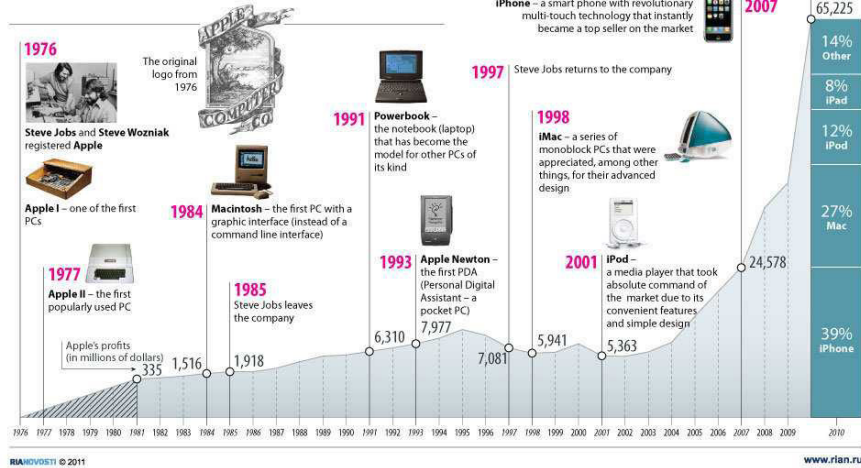 iPhone – a smart phone with revolutionary
multi-touch technology that instantly
became a top seller on the market
2007
65,225
14%
Other
8%
iPad
12%
iPod
27%
Mac
39%
iPhone
1976
The original
logo from
1976
APPLE
COMPUTER
CO.
Steve Jobs and Steve Wozniak
registered Apple
Apple I – one of the first
PCs
1977
Apple II – the first
popularly used PC
1984
Macintosh – the first PC with a
graphic interface (instead of a
command line interface)
1985
Steve Jobs leaves
the company
1991
Powerbook –
the notebook (laptop)
that has become the
model for other PCs of
its kind
1993
Apple Newton –
the first PDA
(Personal Digital
Assistant – a
pocket PC)
1997
Steve Jobs returns to the company
1998
iMac – a series of
monoblock PCs that were
appreciated, among other
things, for their advanced
design
2001
iPod –
a media player that took
absolute command of
the market due to its
convenient features
and simple design
Apple's profits
(in millions of dollars)
335
1,516
1,918
6,310
7,977
7,081
5,941
5,363
24,578
1976 1977 1978 1979 1980 1981 1982 1983 1984 1985 1986 1987 1988 1989 1990 1991 1992 1993 1994 1995 1996 1997 1998 1999 2000 2001 2002 2003 2004 2005 2006 2007 2008 2009 2010
RIANOVOSTI © 2011
www.rian.ru